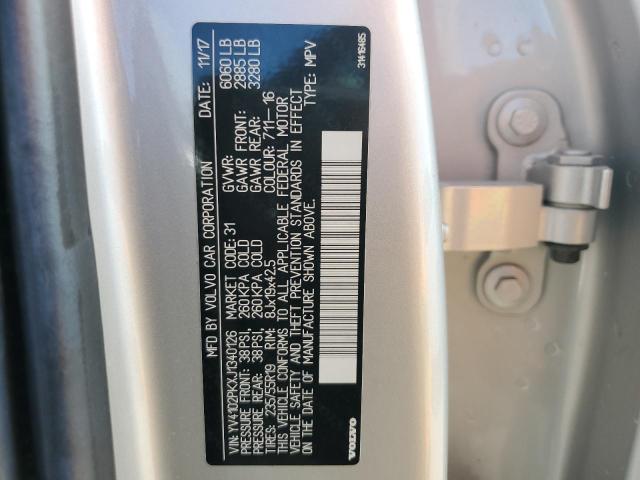 MFD BY VOLVO CAR CORPORATION DATE: 11/17
VIN: YV4102PKXJ1340126 MARKET CODE: 31 GVWR: 6060 LB
PRESSURE FRONT: 38PSI, 260KPA COLD GAWR FRONT: 2885 LB
PRESSURE REAR: 38PSI, 260KPA COLD GAWR REAR: 3280 LB
TIRES: 235/55R19 RIM: 8Jx19x42.5 COLOUR: 711--16
THIS VEHICLE CONFORMS TO ALL APPLICABLE FEDERAL MOTOR
VEHICLE SAFETY AND THEFT PREVENTION STANDARDS IN EFFECT
ON THE DATE OF MANUFACTURE SHOWN ABOVE. TYPE: MPV
VOLVO 31416485